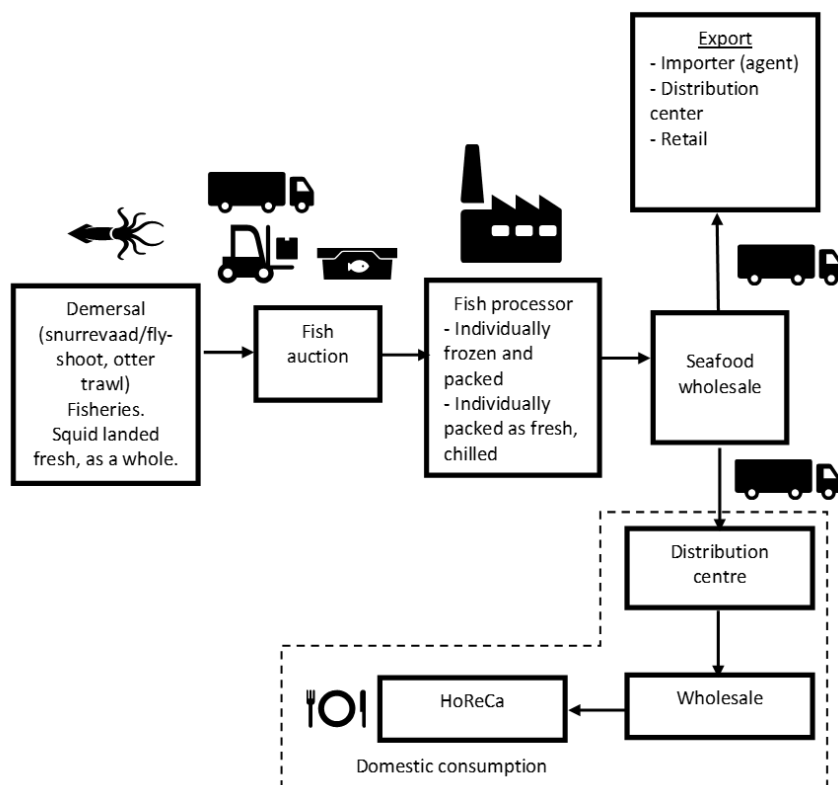 Demersal
(snurrevaad/fly-
shoot, otter
trawl)
Fisheries.
Squid landed
fresh, as a whole.
Fish
auction
Fish processor
- Individually
frozen and
packed
- Individually
packed as fresh,
chilled
Seafood
wholesale
Export
- Importer (agent)
- Distribution
center
- Retail
Distribution
centre
Wholesale
HoReCa
Domestic consumption